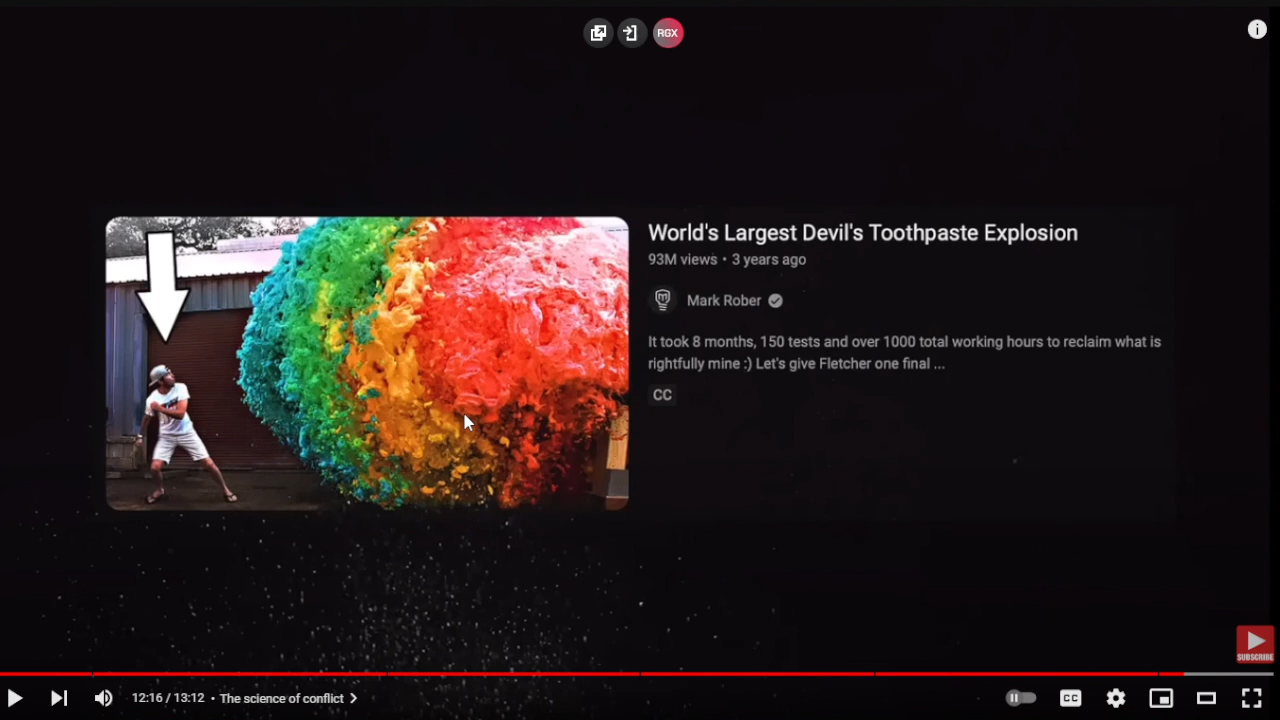 RGX
World's Largest Devil's Toothpaste Explosion
93M views • 3 years ago
Mark Rober
It took 8 months, 150 tests and over 1000 total working hours to reclaim what is
rightfully mine :) Let's give Fletcher one final ...
CC
SUBSCRIBE
12:16 / 13:12 • The science of conflict
CC